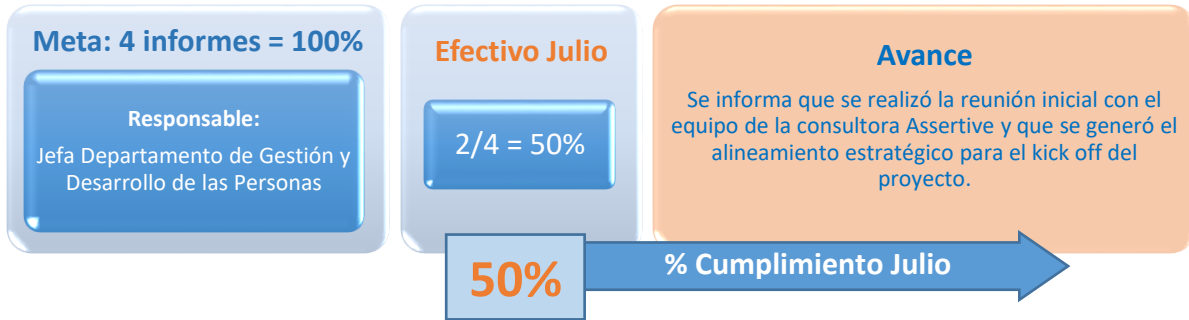 Meta: 4 informes = 100%
Responsable:
Jefa Departamento de Gestión y
Desarrollo de las Personas
Efectivo Julio
2/4 = 50%
Avance
Se informa que se realizó la reunión inicial con el
equipo de la consultora Assertive y que se generó el
alineamiento estratégico para el kick off del
proyecto.
50%
% Cumplimiento Julio